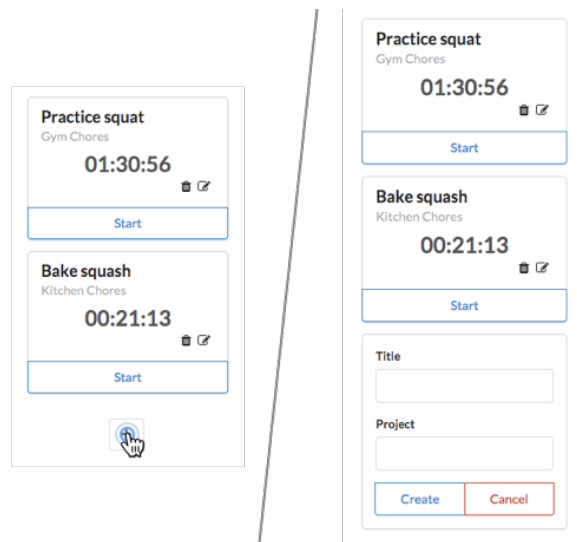 Practice squat
Gym Chores
01:30:56
Start
Bake squash
Kitchen Chores
00:21:13
Start
Practice squat
Gym Chores
01:30:56
Start
Bake squash
Kitchen Chores
00:21:13
Start
Title
Project
Create Cancel